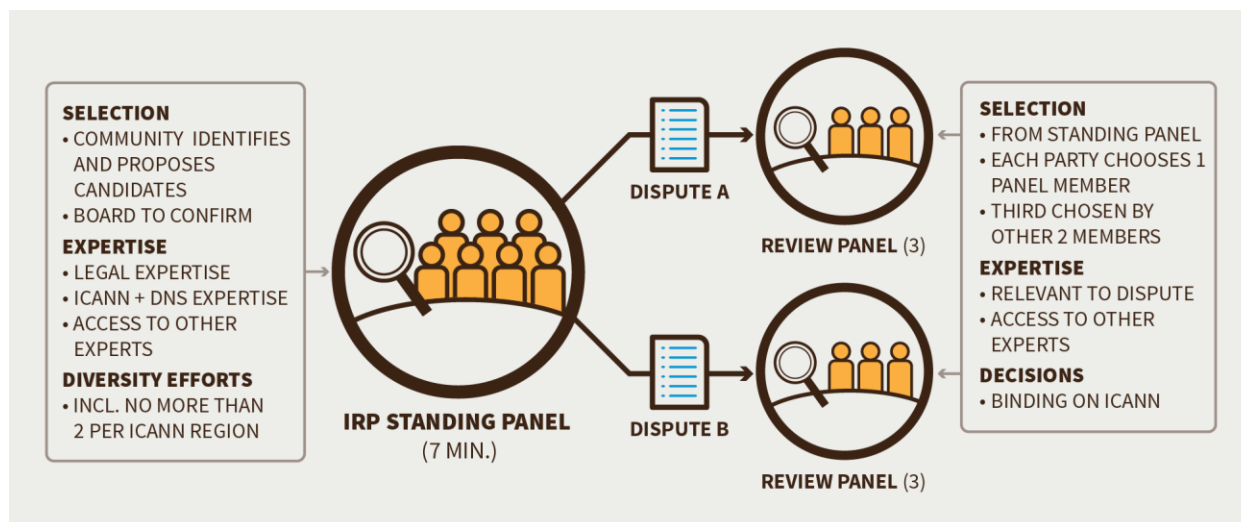 SELECTION
• COMMUNITY IDENTIFIES
AND PROPOSES
CANDIDATES
• BOARD TO CONFIRM
EXPERTISE
• LEGAL EXPERTISE
• ICANN + DNS EXPERTISE
• ACCESS TO OTHER
EXPERTS
DIVERSITY EFFORTS
• INCL. NO MORE THAN
2 PER ICANN REGION
IRP STANDING PANEL
(7 MIN.)
DISPUTE A
REVIEW PANEL (3)
DISPUTE B
REVIEW PANEL (3)
SELECTION
• FROM STANDING PANEL
• EACH PARTY CHOOSES 1
PANEL MEMBER
• THIRD CHOSEN BY
OTHER 2 MEMBERS
EXPERTISE
• RELEVANT TO DISPUTE
• ACCESS TO OTHER
EXPERTS
DECISIONS
• BINDING ON ICANN